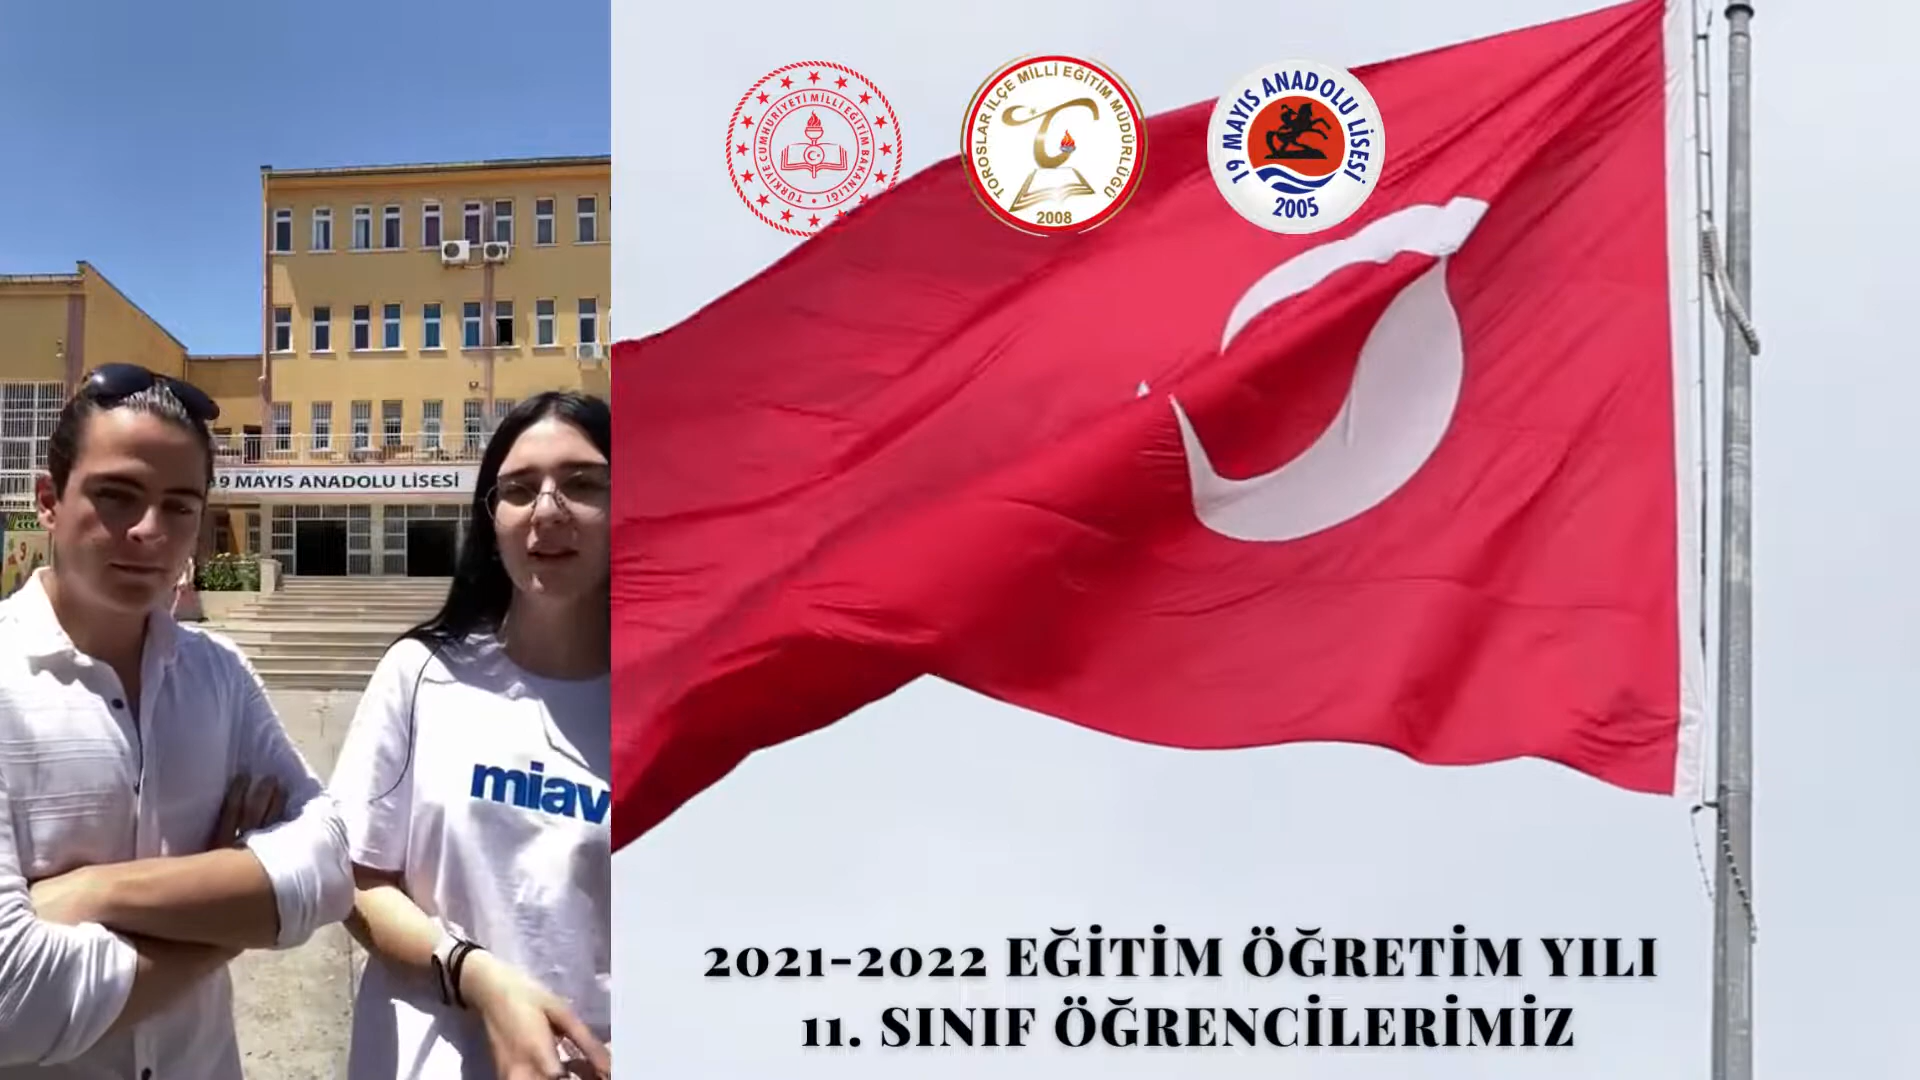 TÜRKİYE CUMHURİYETİ MİLLÎ EĞİTİM BAKANLIĞI
TOROSLAR İLÇE MİLLİ EĞİTİM MÜDÜRLÜĞÜ
2008
19 MAYIS ANADOLU LİSESİ
2005
19 MAYIS ANADOLU LİSESİ
miav
2021-2022 EĞİTİM ÖĞRETİM YILI
11. SINIF ÖĞRENCİLERİMİZ